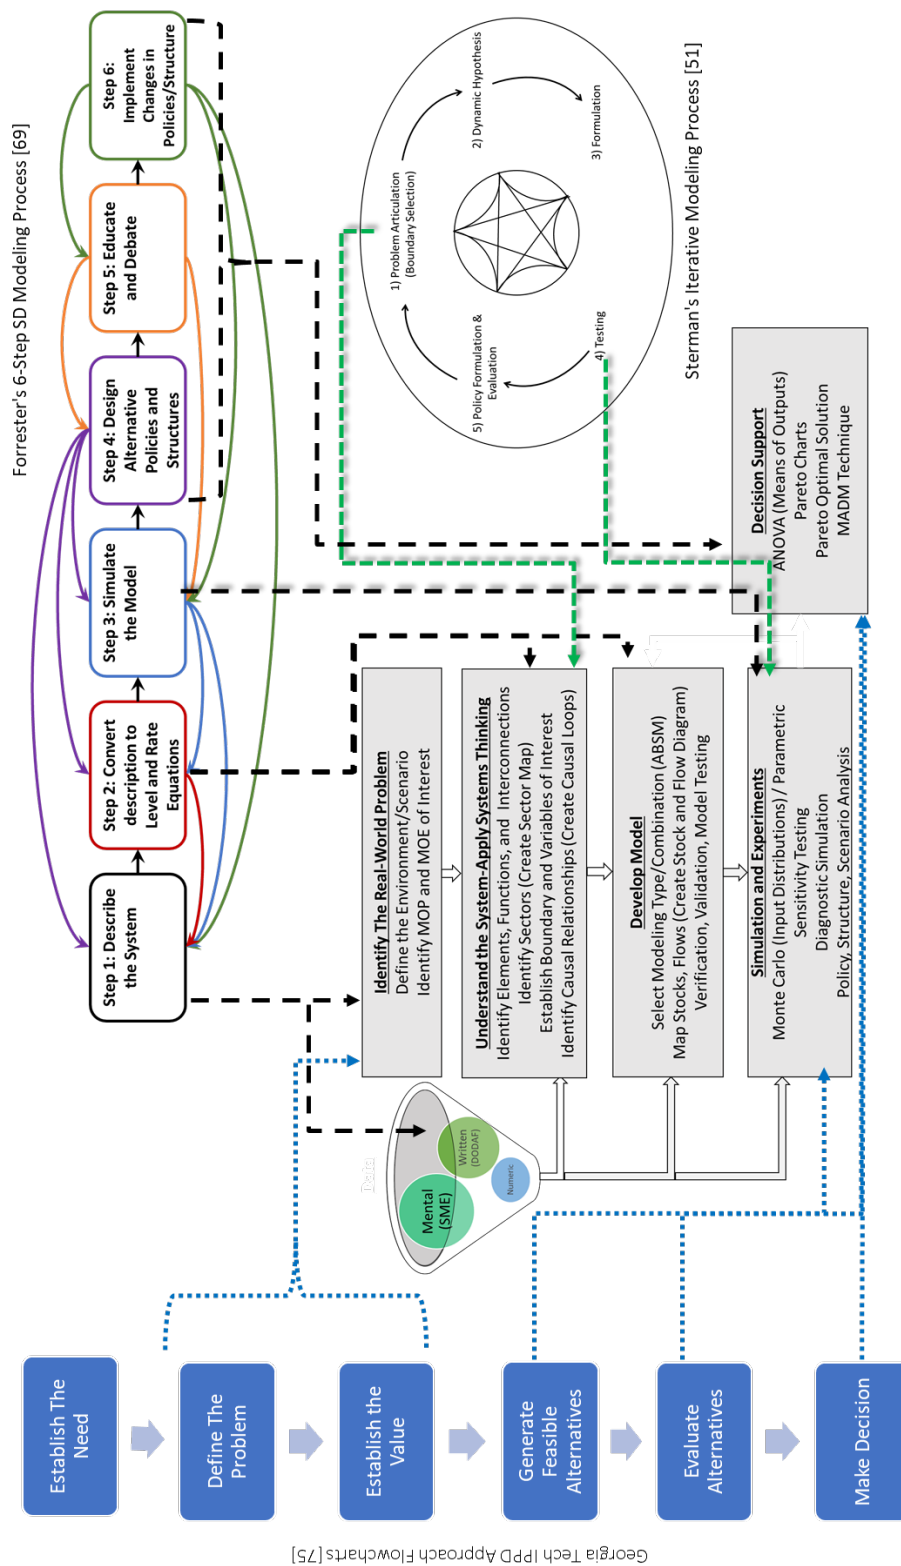 Forrester's 6-Step SD Modeling Process [69]
Step 1: Describe
the System
Step 2: Convert
description to
Level and Rate
Equations
Step 3: Simulate
the Model
Step 4: Design
Alternative
Policies and
Structures
Step 5: Educate
and Debate
Step 6:
Implement
Changes in
Policies/Structure
Georgia Tech IPPD Approach Flowcharts [75]
Establish The
Need
Define The
Problem
Establish the
Value
Generate
Feasible
Alternatives
Evaluate
Alternatives
Make Decision
Data
Mental
(SME)
Written
(DODAF)
Numeric
Identify The Real-World Problem
Define the Environment/Scenario
Identify MOP and MOE of Interest
Understand the System-Apply Systems Thinking
Identify Elements, Functions, and Interconnections
Identify Sectors (Create Sector Map)
Establish Boundary and Variables of Interest
Identify Causal Relationships (Create Causal Loops)
Develop Model
Select Modeling Type/Combination (ABSM)
Map Stocks, Flows (Create Stock and Flow Diagram)
Verification, Validation, Model Testing
Simulation and Experiments
Monte Carlo (Input Distributions) / Parametric
Sensitivity Testing
Diagnostic Simulation
Policy, Structure, Scenario Analysis
Decision Support
ANOVA (Means of Outputs)
Pareto Charts
Pareto Optimal Solution
MADM Technique
1) Problem Articulation
(Boundary Selection)
2) Dynamic Hypothesis
3) Formulation
4) Testing
5) Policy Formulation &
Evaluation
Sterman's Iterative Modeling Process [51]